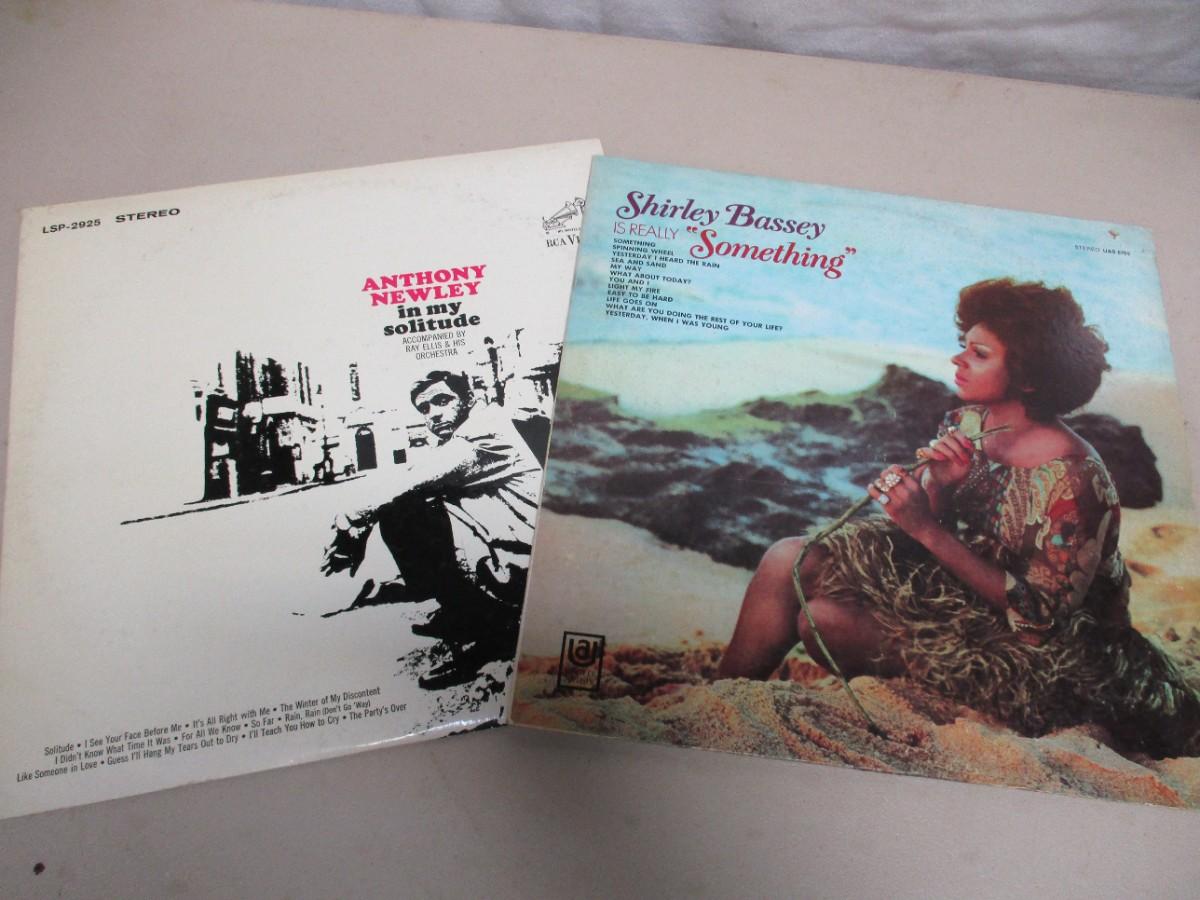 LSP-2925 STEREO
ANTHONY
NEWLEY
in my
solitude
ACCOMPANIED BY
RAY ELLIS & HIS
ORCHESTRA
Solitude • I See Your Face Before Me • It's All Right with Me • The Winter of My Discontent
I Didn't Know What Time It Was • For All We Know • So Far • Rain, Rain (Don't Go 'Way)
Like Someone in Love • Guess I'll Hang My Tears Out to Dry • I'll Teach You How to Cry • The Party's Over
RCA
Shirley Bassey
IS REALLY "Something"
SOMETHING
SPINNING WHEEL
YESTERDAY I HEARD THE RAIN
SEA AND SAND
MY WAY
WHAT ABOUT TODAY?
YOU AND I
LIGHT MY FIRE
EASY TO BE HARD
LIFE GOES ON
WHAT ARE YOU DOING THE REST OF YOUR LIFE?
YESTERDAY, WHEN I WAS YOUNG
STEREO UAS
ua